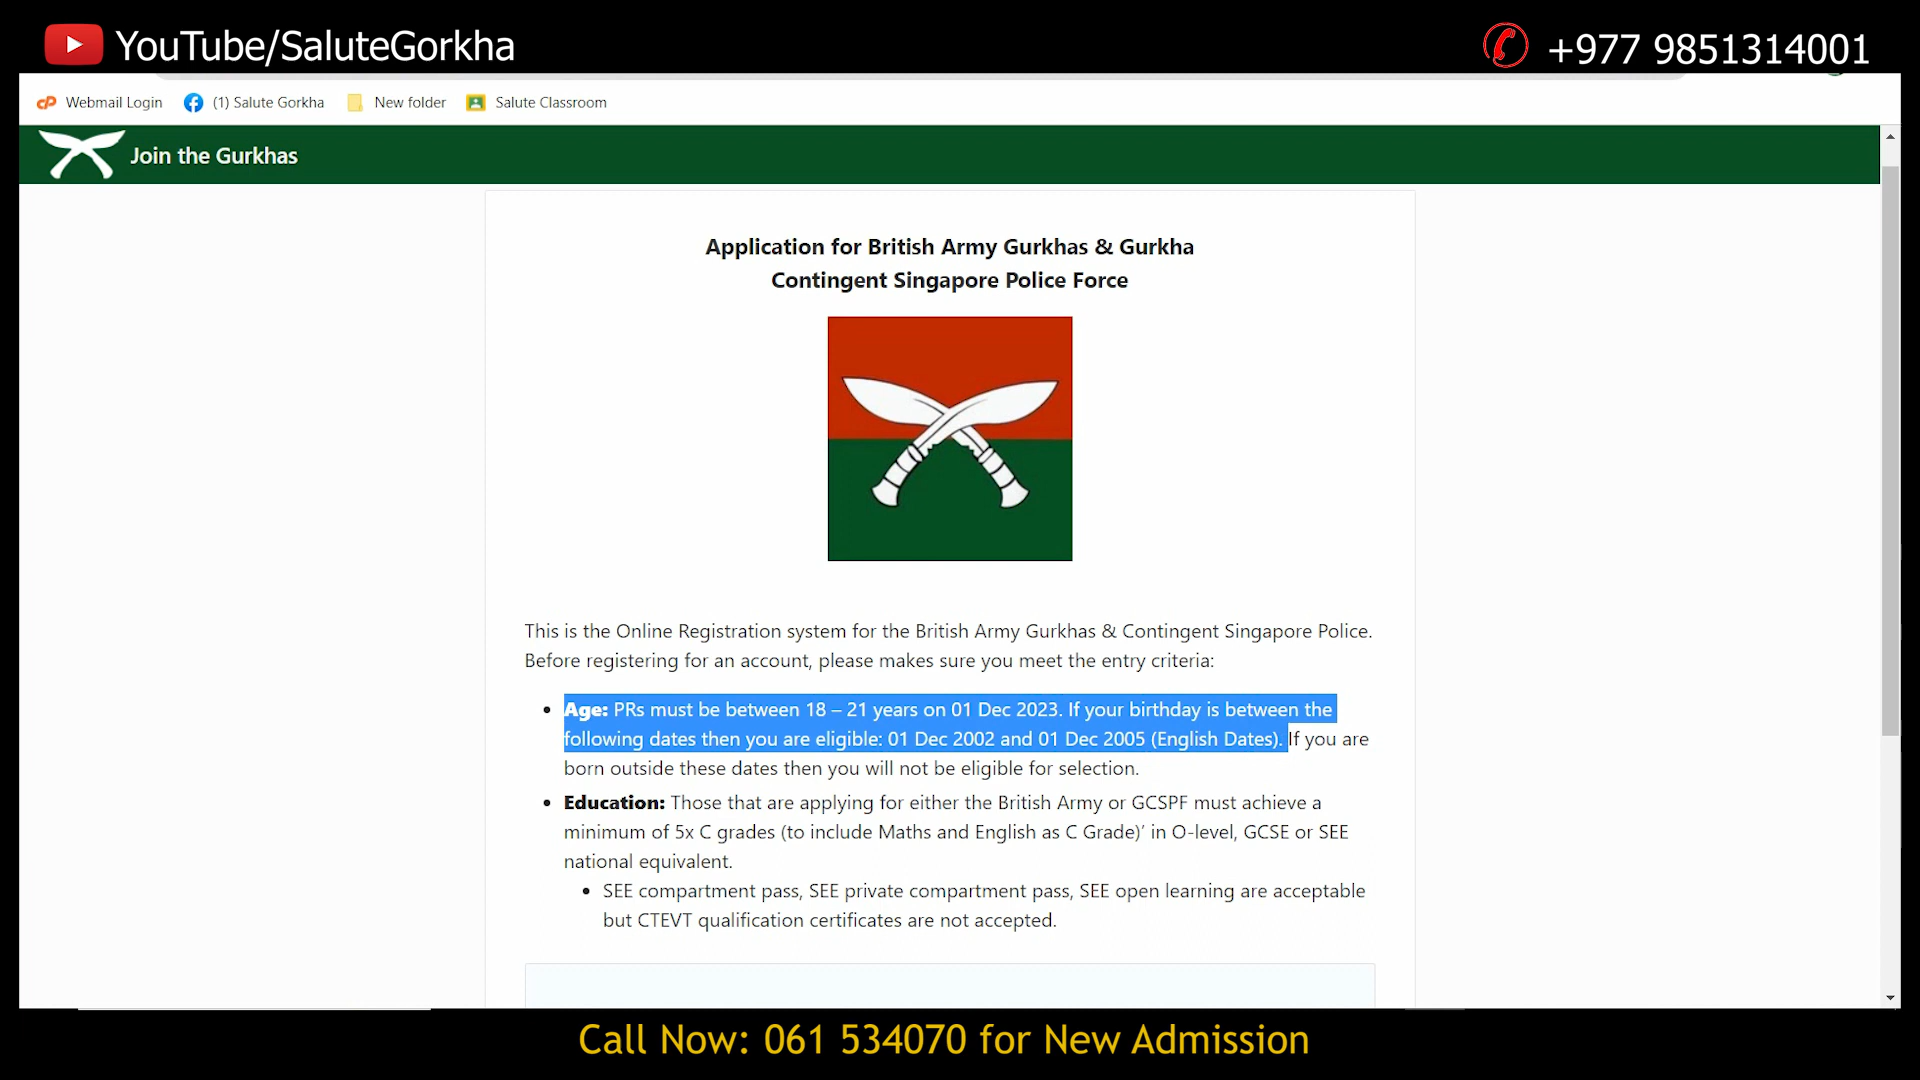 YouTube/SaluteGorkha
+977 9851314001
Webmail Login
(1) Salute Gorkha
New folder
Salute Classroom
Join the Gurkhas
Application for British Army Gurkhas & Gurkha
Contingent Singapore Police Force
This is the Online Registration system for the British Army Gurkhas & Contingent Singapore Police.
Before registering for an account, please makes sure you meet the entry criteria:
• Age: PRs must be between 18 – 21 years on 01 Dec 2023. If your birthday is between the
following dates then you are eligible: 01 Dec 2002 and 01 Dec 2005 (English Dates). If you are
born outside these dates then you will not be eligible for selection.
• Education: Those that are applying for either the British Army or GCSPF must achieve a
minimum of 5x C grades (to include Maths and English as C Grade)' in O-level, GCSE or SEE
national equivalent.
• SEE compartment pass, SEE private compartment pass, SEE open learning are acceptable
but CTEVT qualification certificates are not accepted.
Call Now: 061 534070 for New Admission